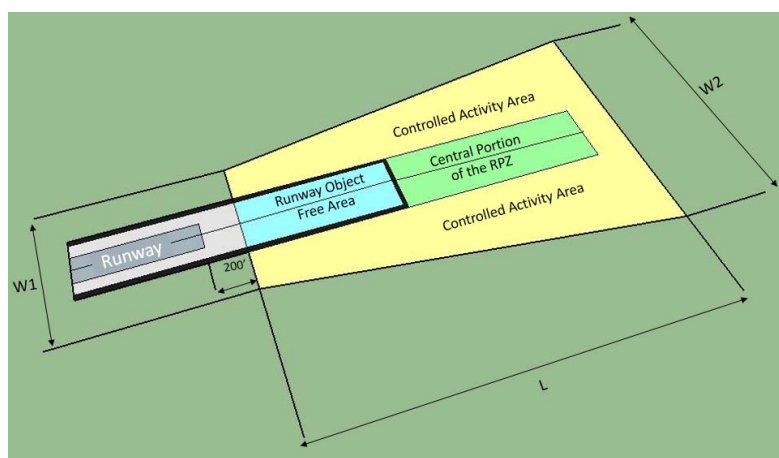 W2
Controlled Activity Area
Central Portion
of the RPZ
Runway Object
Free Area
Controlled Activity Area
Runway
200'
W1
L